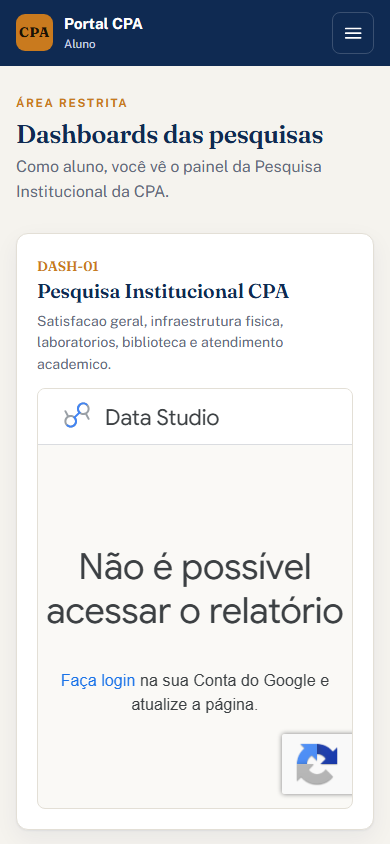 CPA
Portal CPA
Aluno
ÁREA RESTRITA
Dashboards das pesquisas
Como aluno, você vê o painel da Pesquisa
Institucional da CPA.
DASH-01
Pesquisa Institucional CPA
Satisfacao geral, infraestrutura fisica,
laboratorios, biblioteca e atendimento
academico.
Data Studio
Não é possível
acessar o relatório
Faça login na sua Conta do Google e
atualize a página.